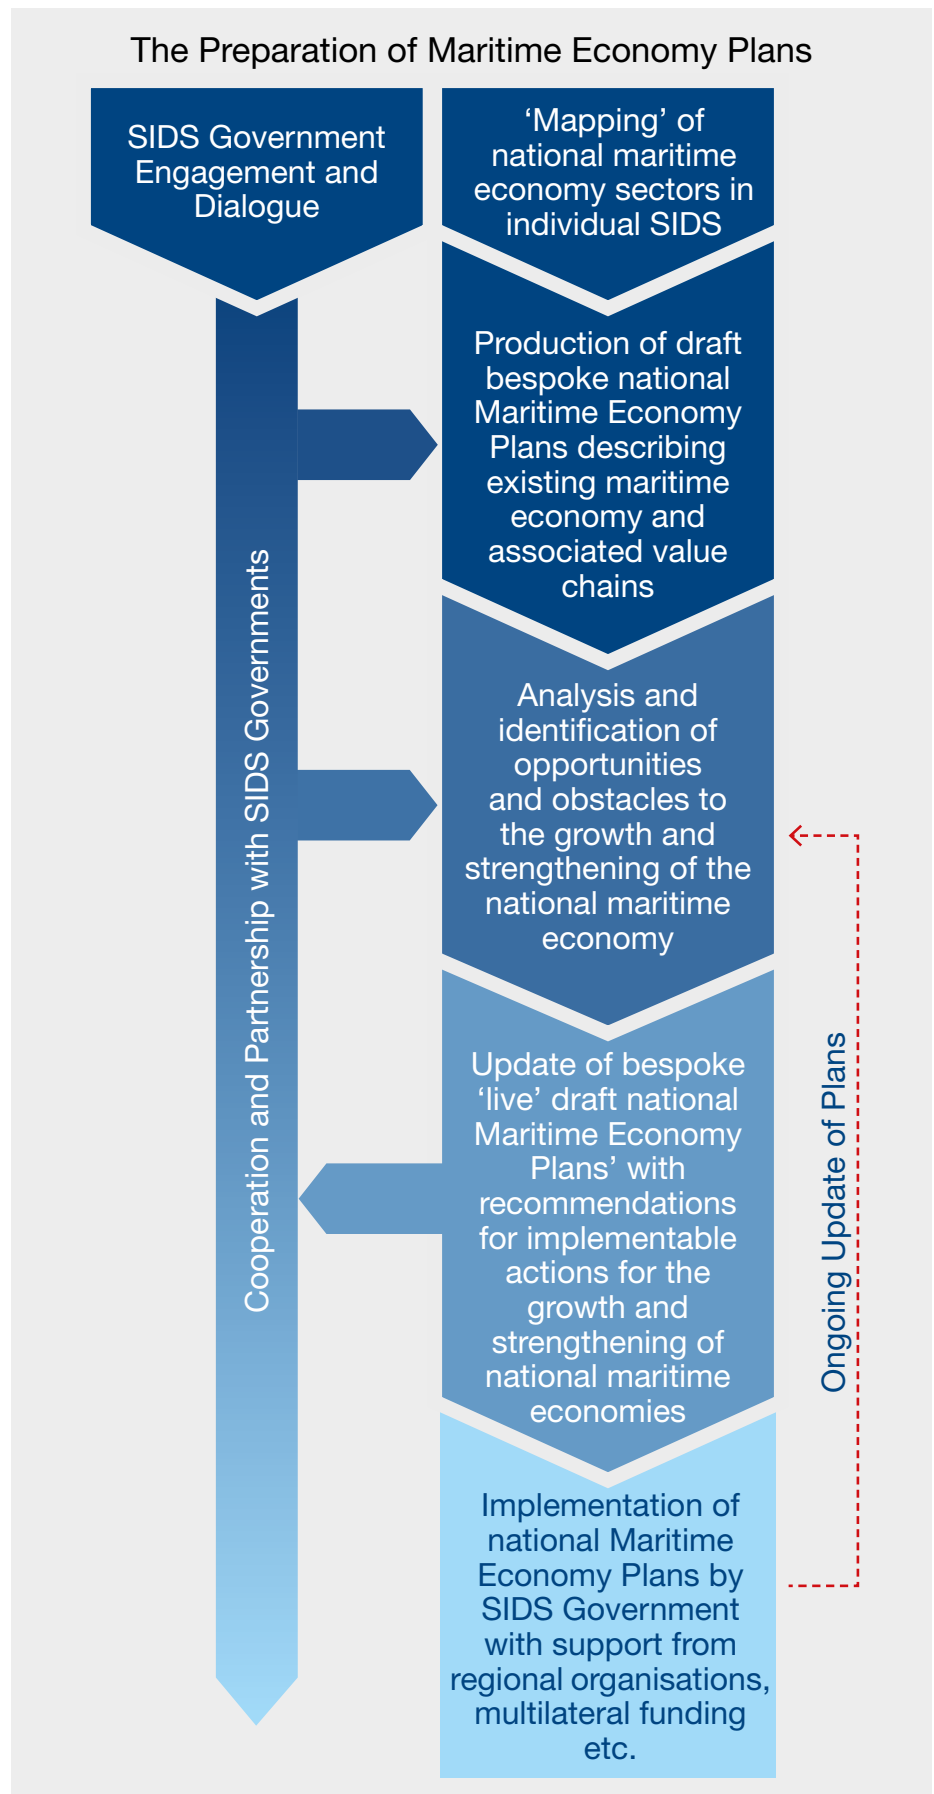 The Preparation of Maritime Economy Plans
SIDS Government
Engagement and
Dialogue
‘Mapping’ of
national maritime
economy sectors in
individual SIDS
Cooperation and Partnership with SIDS Governments
Production of draft
bespoke national
Maritime Economy
Plans describing
existing maritime
economy and
associated value
chains
Analysis and
identification of
opportunities
and obstacles to
the growth and
strengthening of the
national maritime
economy
Update of bespoke
‘live’ draft national
Maritime Economy
Plans’ with
recommendations
for implementable
actions for the
growth and
strengthening of
national maritime
economies
Ongoing Update of Plans
Implementation of
national Maritime
Economy Plans by
SIDS Government
with support from
regional organisations,
multilateral funding
etc.